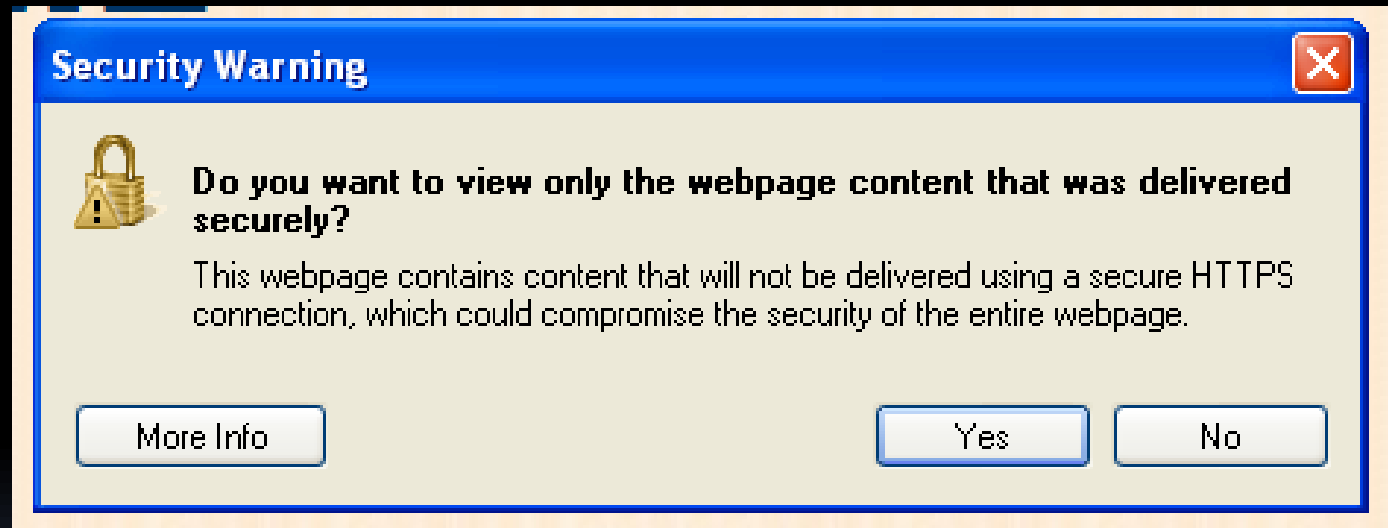 Security Warning
Do you want to view only the webpage content that was delivered
securely?
This webpage contains content that will not be delivered using a secure HTTPS
connection, which could compromise the security of the entire webpage.
More Info Yes No